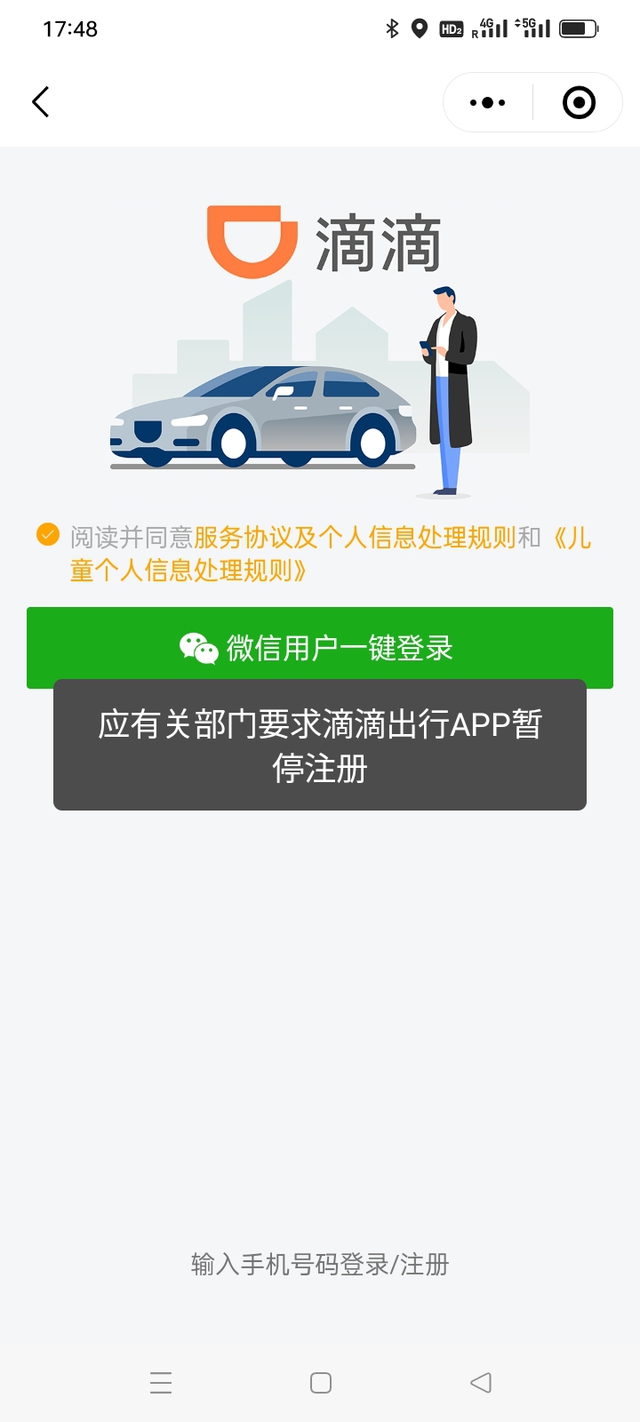 17:48
HD2 R 4G 5G
滴滴
阅读并同意服务协议及个人信息处理规则和《儿
童个人信息处理规则》
微信用户一键登录
应有关部门要求滴滴出行APP暂
停注册
输入手机号码登录/注册